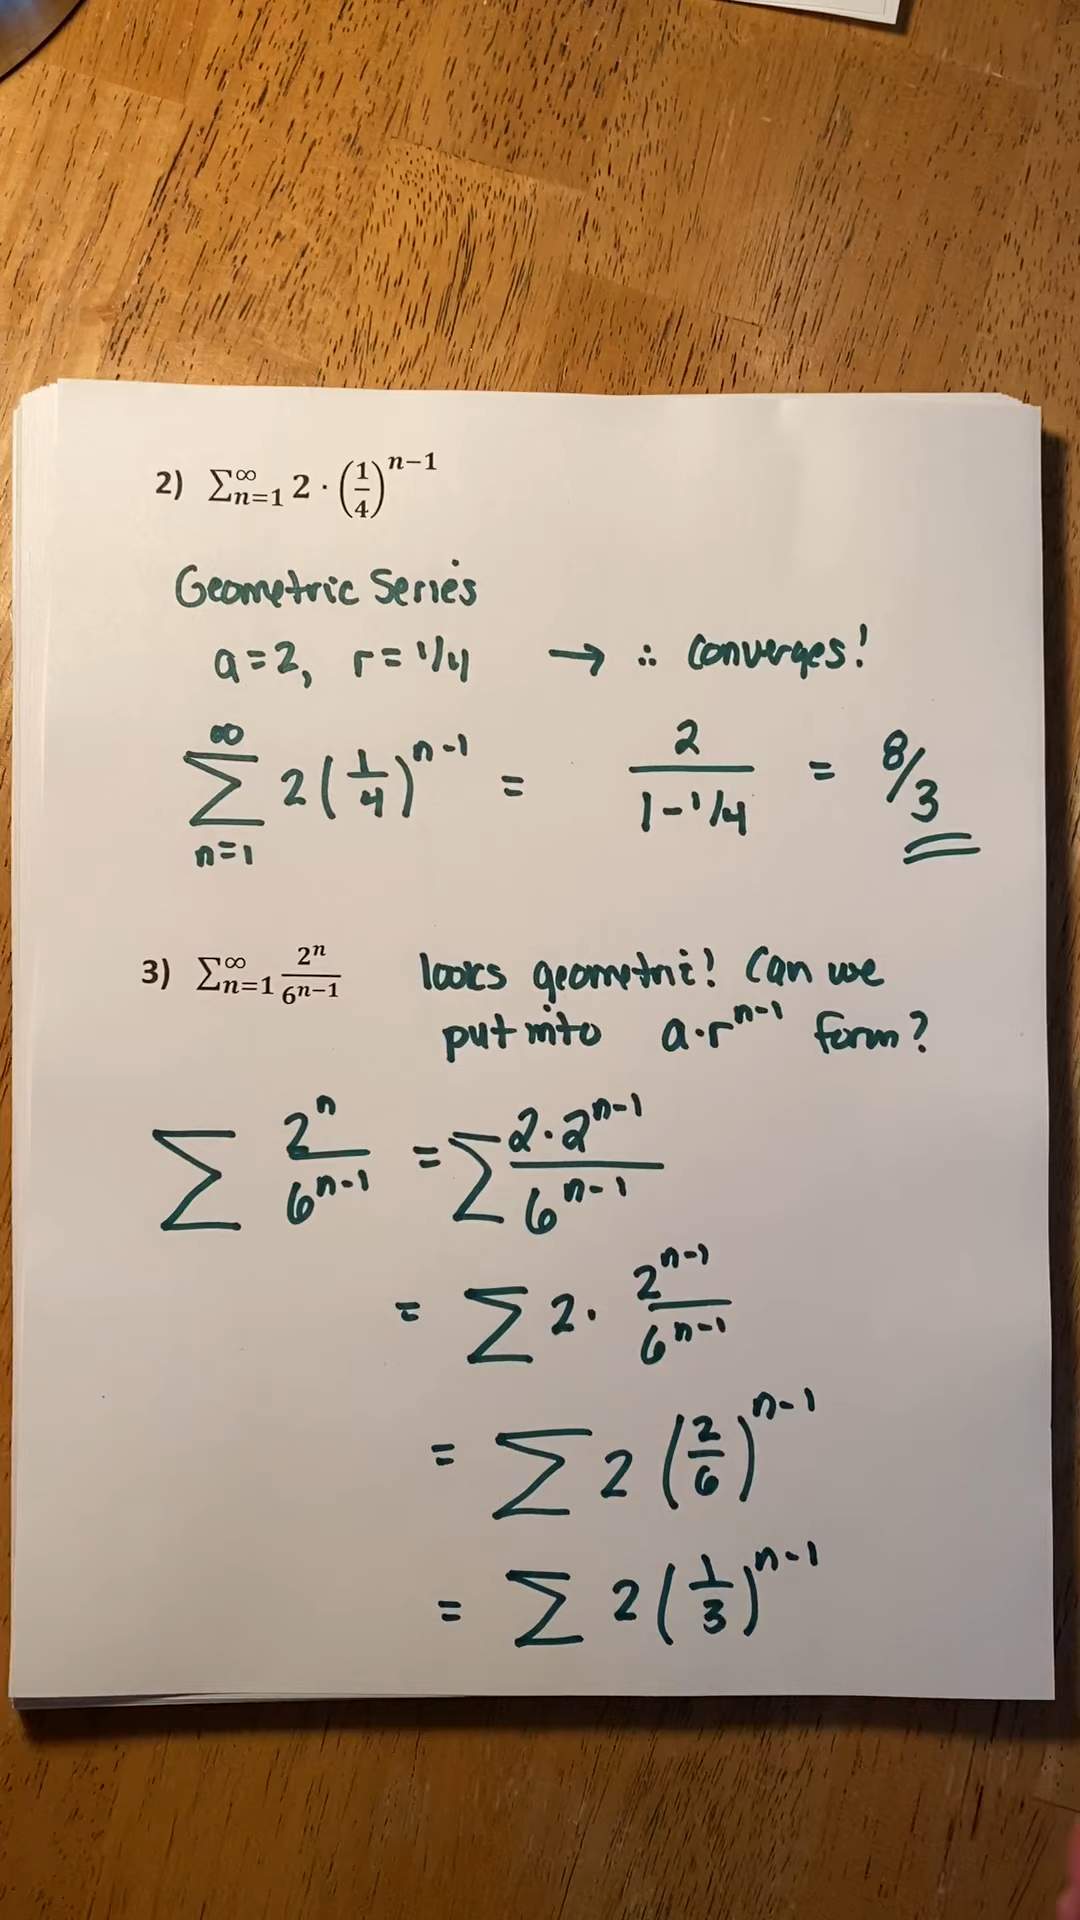 2) ∑_{n=1}^{∞} 2 · (1/4)^{n−1}
Geometric Series
a = 2, r = 1/4 → ∴ converges!
∑_{n=1}^{∞} 2(1/4)^{n-1} = 2/(1-1/4) = 8/3
3) ∑_{n=1}^{∞} 2^n/6^{n−1} looks geometric! Can we
put into a·r^{n-1} form?
∑ 2^n/6^{n-1} = ∑ 2·2^{n-1}/6^{n-1}
= ∑ 2· 2^{n-1}/6^{n-1}
= ∑ 2 (2/6)^{n-1}
= ∑ 2 (1/3)^{n-1}